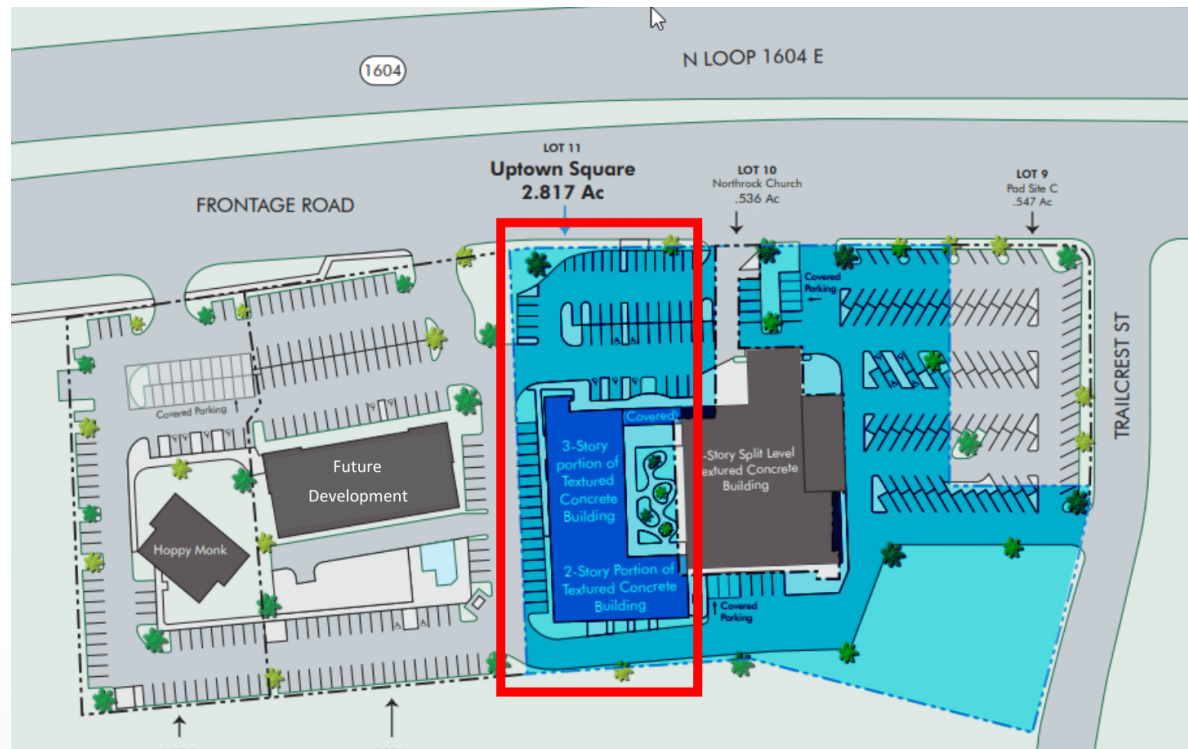 N LOOP 1604 E
1604
LOT 11
Uptown Square
2.817 Ac
LOT 10
Northrock Church
.536 Ac
LOT 9
Pad Site C
.547 Ac
FRONTAGE ROAD
Covered
Parking
TRAILCREST ST
Covered Parking
Covered
3-Story
portion of
Textured
Concrete
Building
-Story Split Level
Textured Concrete
Building
Future
Development
Hoppy Monk
2-Story Portion of
Textured Concrete
Building
Covered
Parking